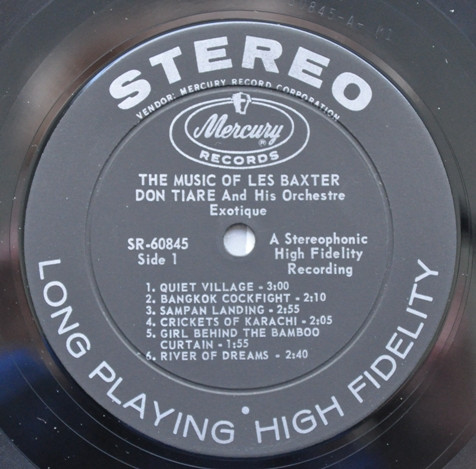 STEREO
VENDOR: MERCURY RECORD CORPORATION
Mercury
®
RECORDS
THE MUSIC OF LES BAXTER
DON TIARE And His Orchestre
Exotique
SR-60845
Side 1
A Stereophonic
High Fidelity
Recording
1. QUIET VILLAGE - 3:00
2. BANGKOK COCKFIGHT - 2:10
3. SAMPAN LANDING - 2:55
4. CRICKETS OF KARACHI - 2:05
5. GIRL BEHIND THE BAMBOO
CURTAIN - 1:55
6. RIVER OF DREAMS - 2:40
LONG PLAYING HIGH FIDELITY